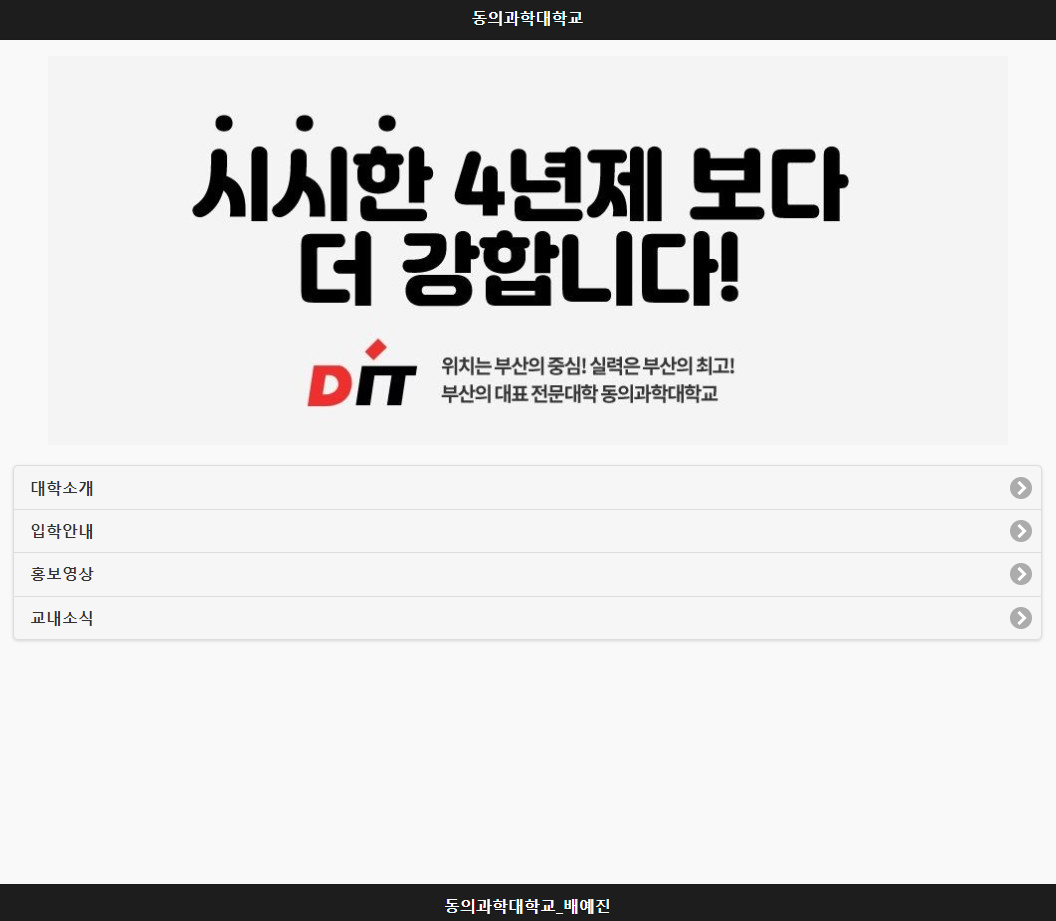 동의과학대학교
시시한 4년제 보다
더 강합니다!
DIT
위치는 부산의 중심! 실력은 부산의 최고!
부산의 대표 전문대학 동의과학대학교
대학소개
입학안내
홍보영상
교내소식
동의과학대학교_배예진